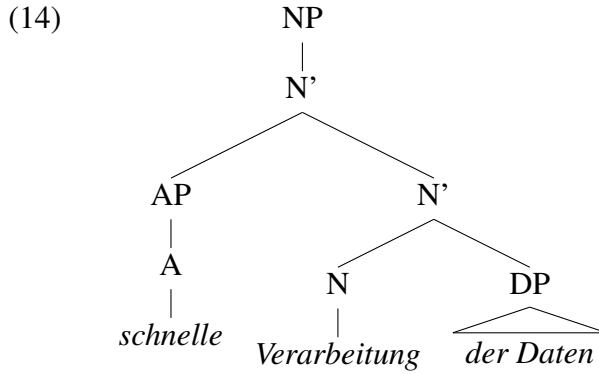 (14) NP
N’
AP N’
A N DP
schnelle Verarbeitung der Daten